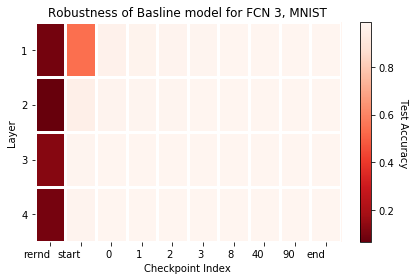 Robustness of Basline model for FCN 3, MNIST
Layer
1
2
3
4
rernd start 0 1 2 3 8 40 90 end
Checkpoint Index
0.8
0.6
0.4
0.2
Test Accuracy